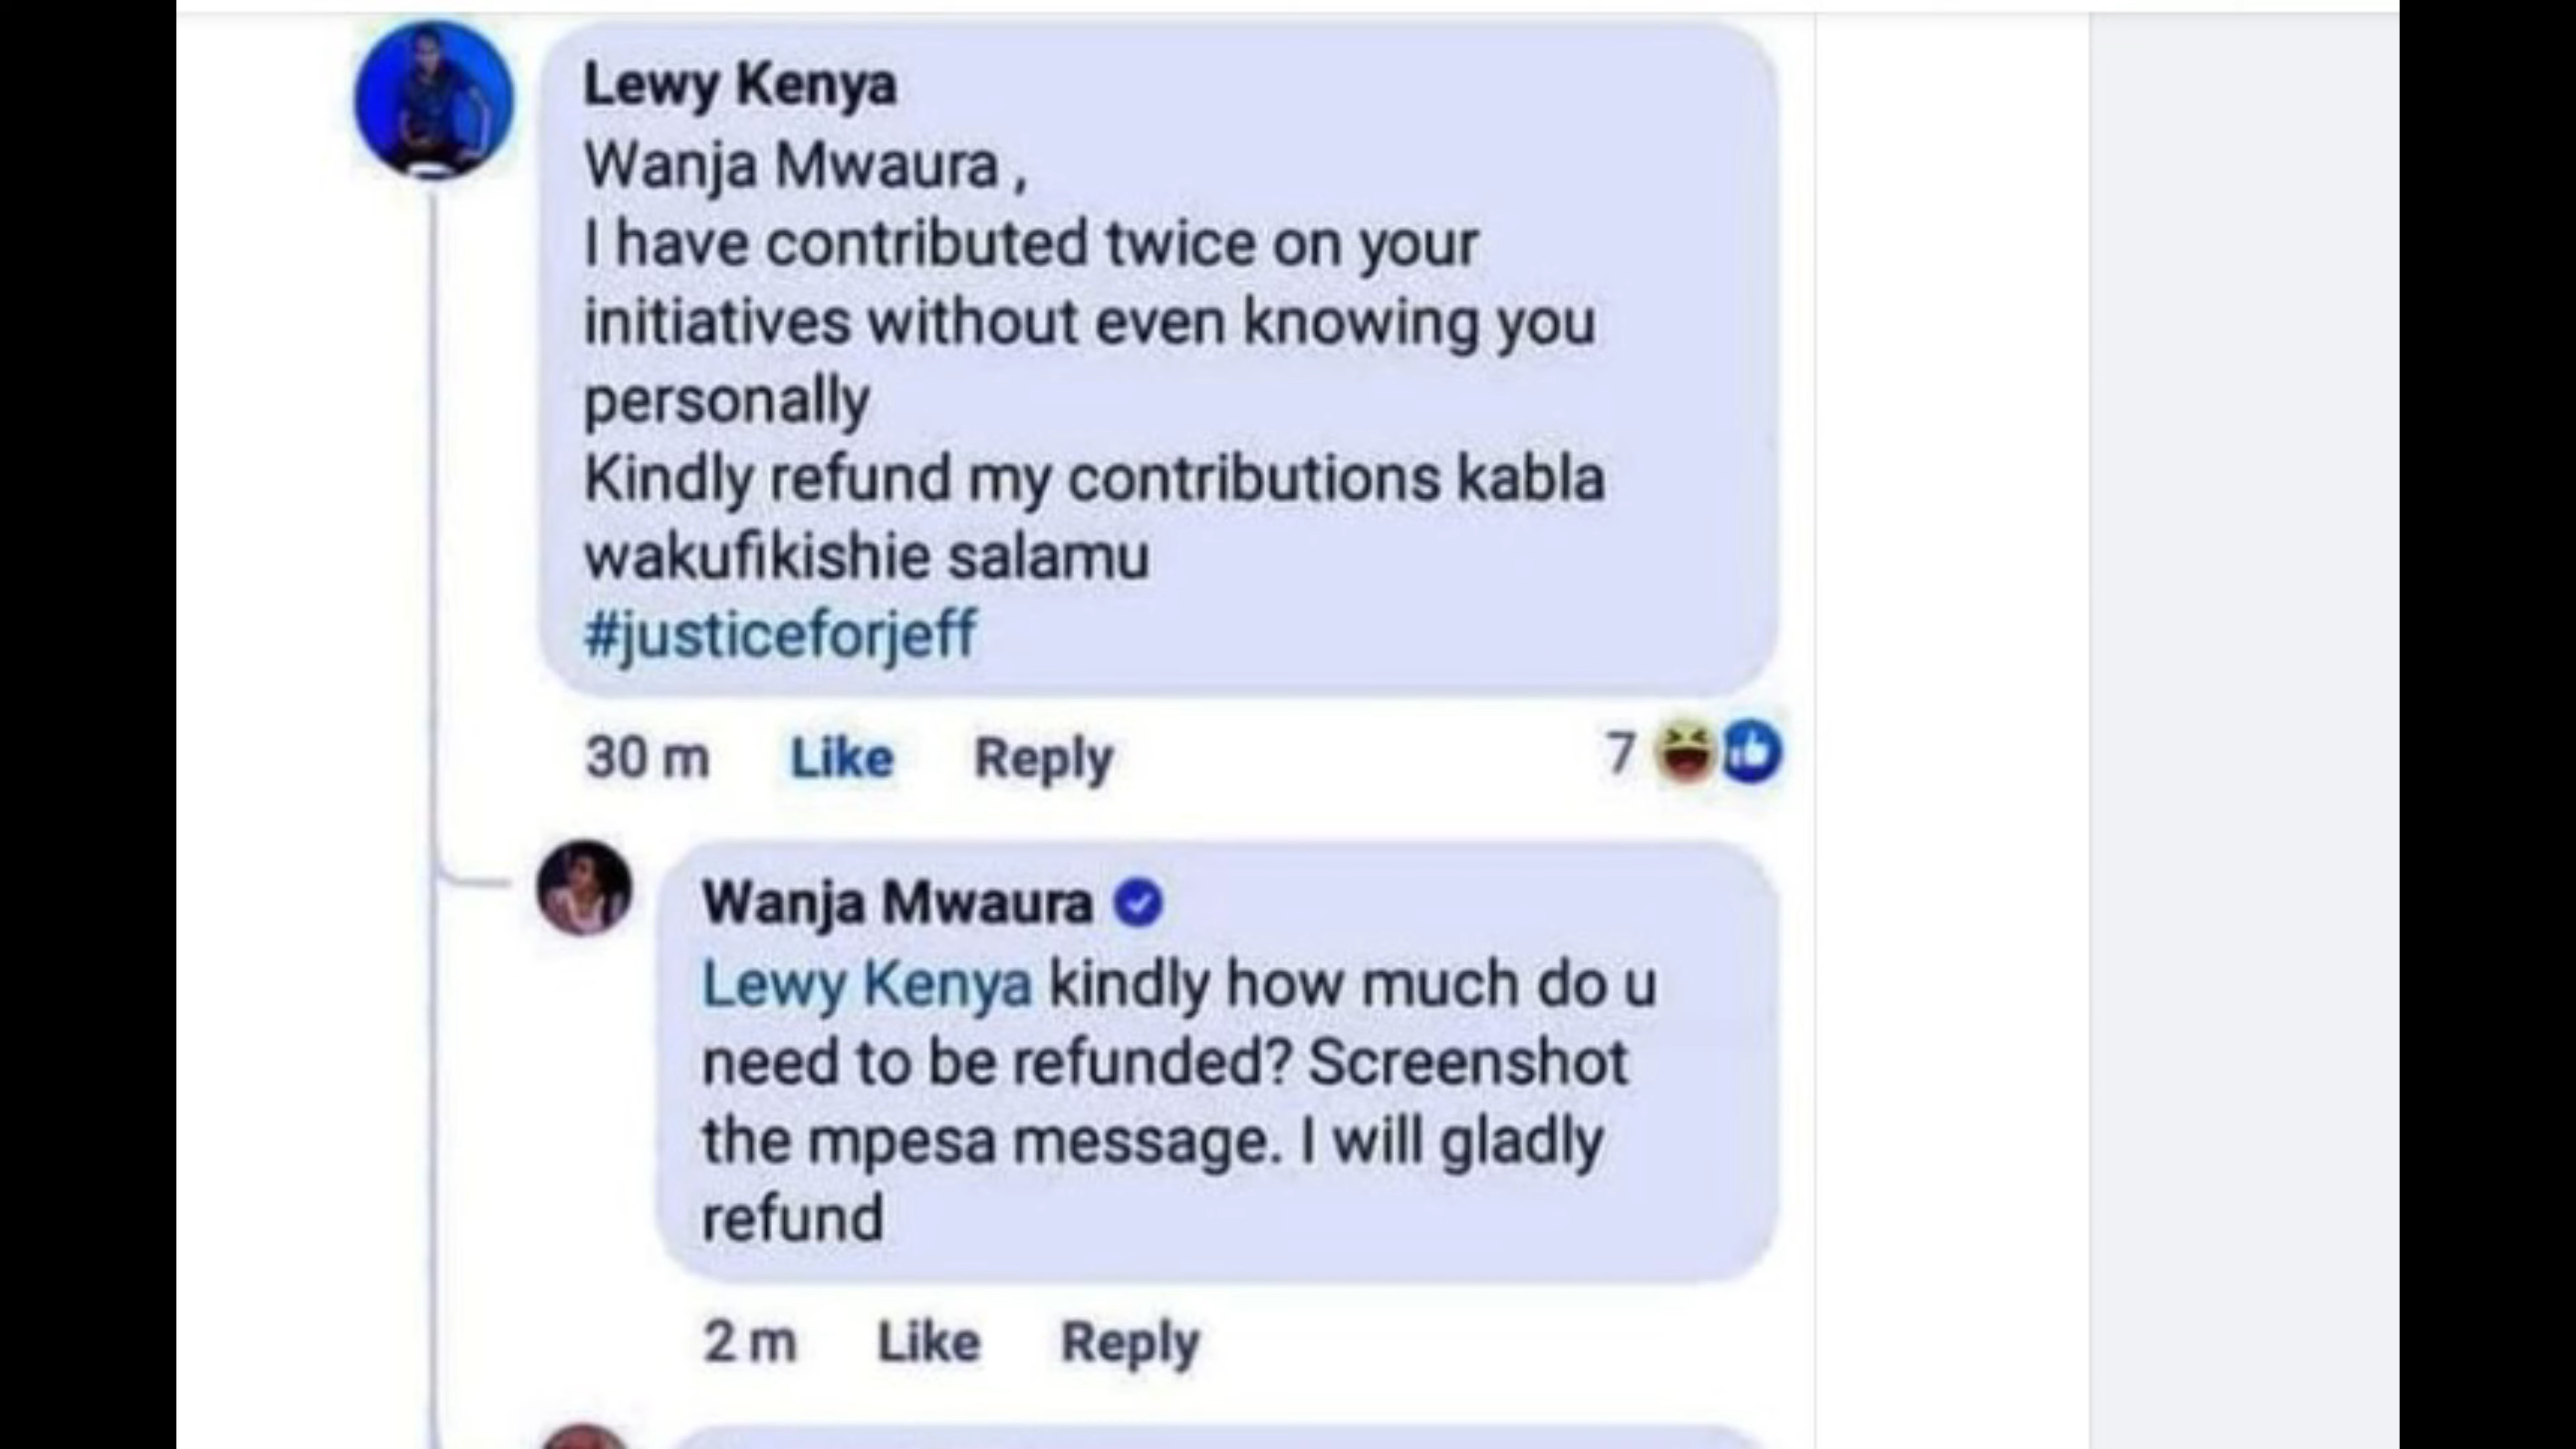 Lewy Kenya
Wanja Mwaura ,
I have contributed twice on your
initiatives without even knowing you
personally
Kindly refund my contributions kabla
wakufikishie salamu
#justiceforjeff
30 m Like Reply 7
Wanja Mwaura
Lewy Kenya kindly how much do u
need to be refunded? Screenshot
the mpesa message. I will gladly
refund
2 m Like Reply